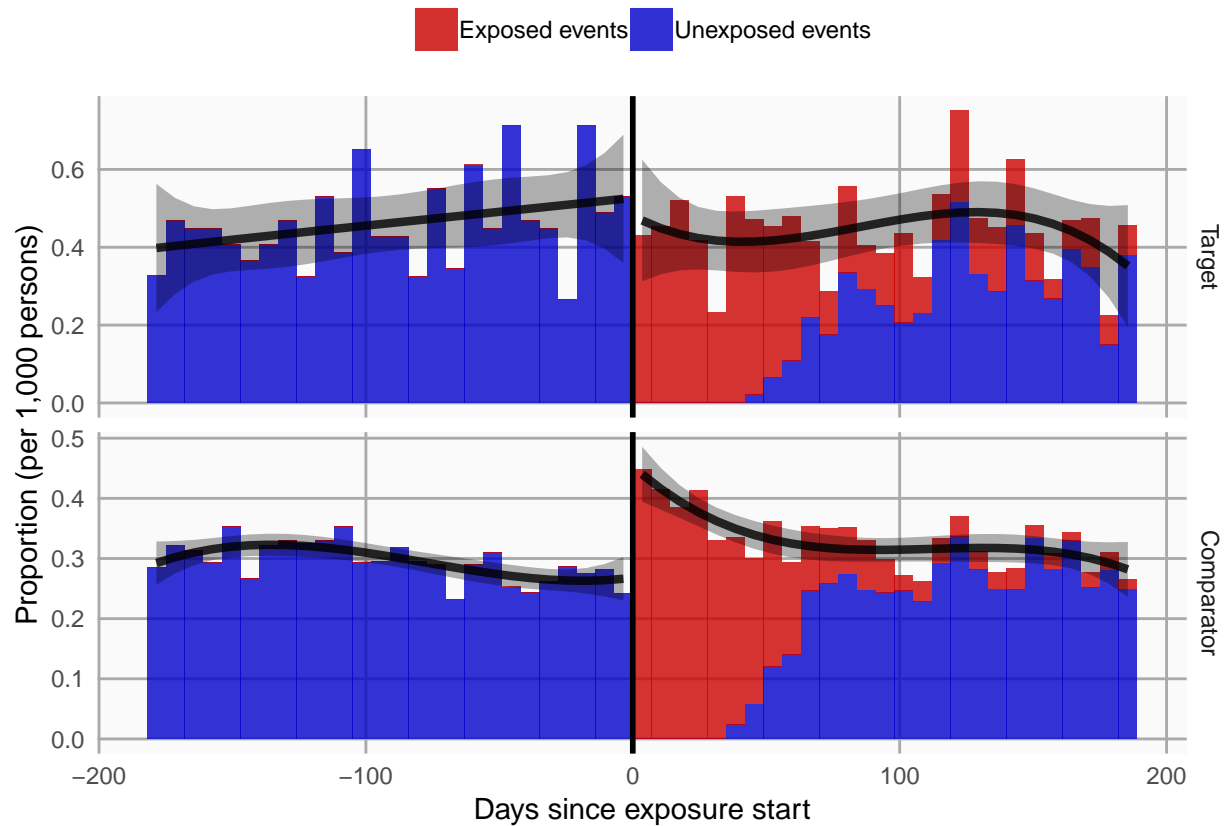 Exposed events Unexposed events
Proportion (per 1,000 persons)
0.6
0.4
0.2
0.0
Target
0.5
0.4
0.3
0.2
0.1
0.0
Comparator
−200 −100 0 100 200
Days since exposure start